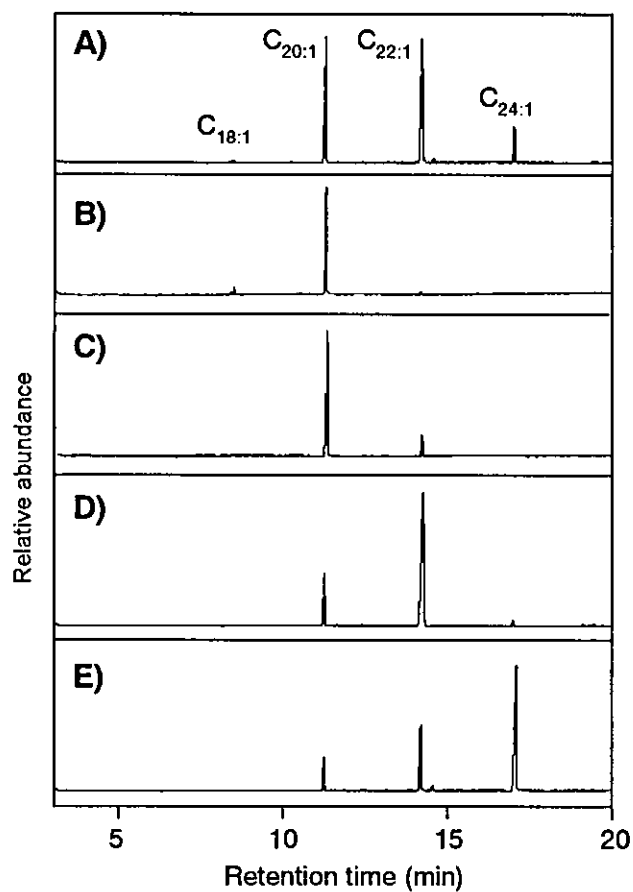 A)
C18:1
C20:1
C22:1
C24:1
B)
C)
D)
E)
Relative abundance
5 10 15 20
Retention time (min)